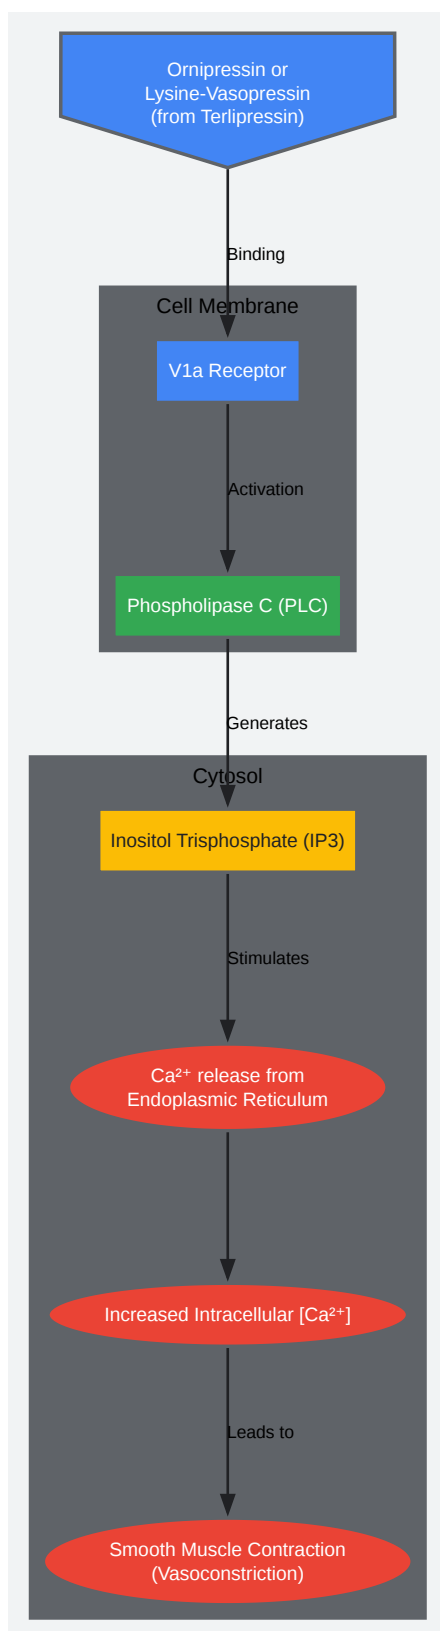 Ornipressin or
Lysine-Vasopressin
(from Terlipressin)
Binding
Cell Membrane
V1a Receptor
Activation
Phospholipase C (PLC)
Generates
Cytosol
Inositol Trisphosphate (IP3)
Stimulates
Ca²⁺ release from
Endoplasmic Reticulum
Increased Intracellular [Ca²⁺]
Leads to
Smooth Muscle Contraction
(Vasoconstriction)